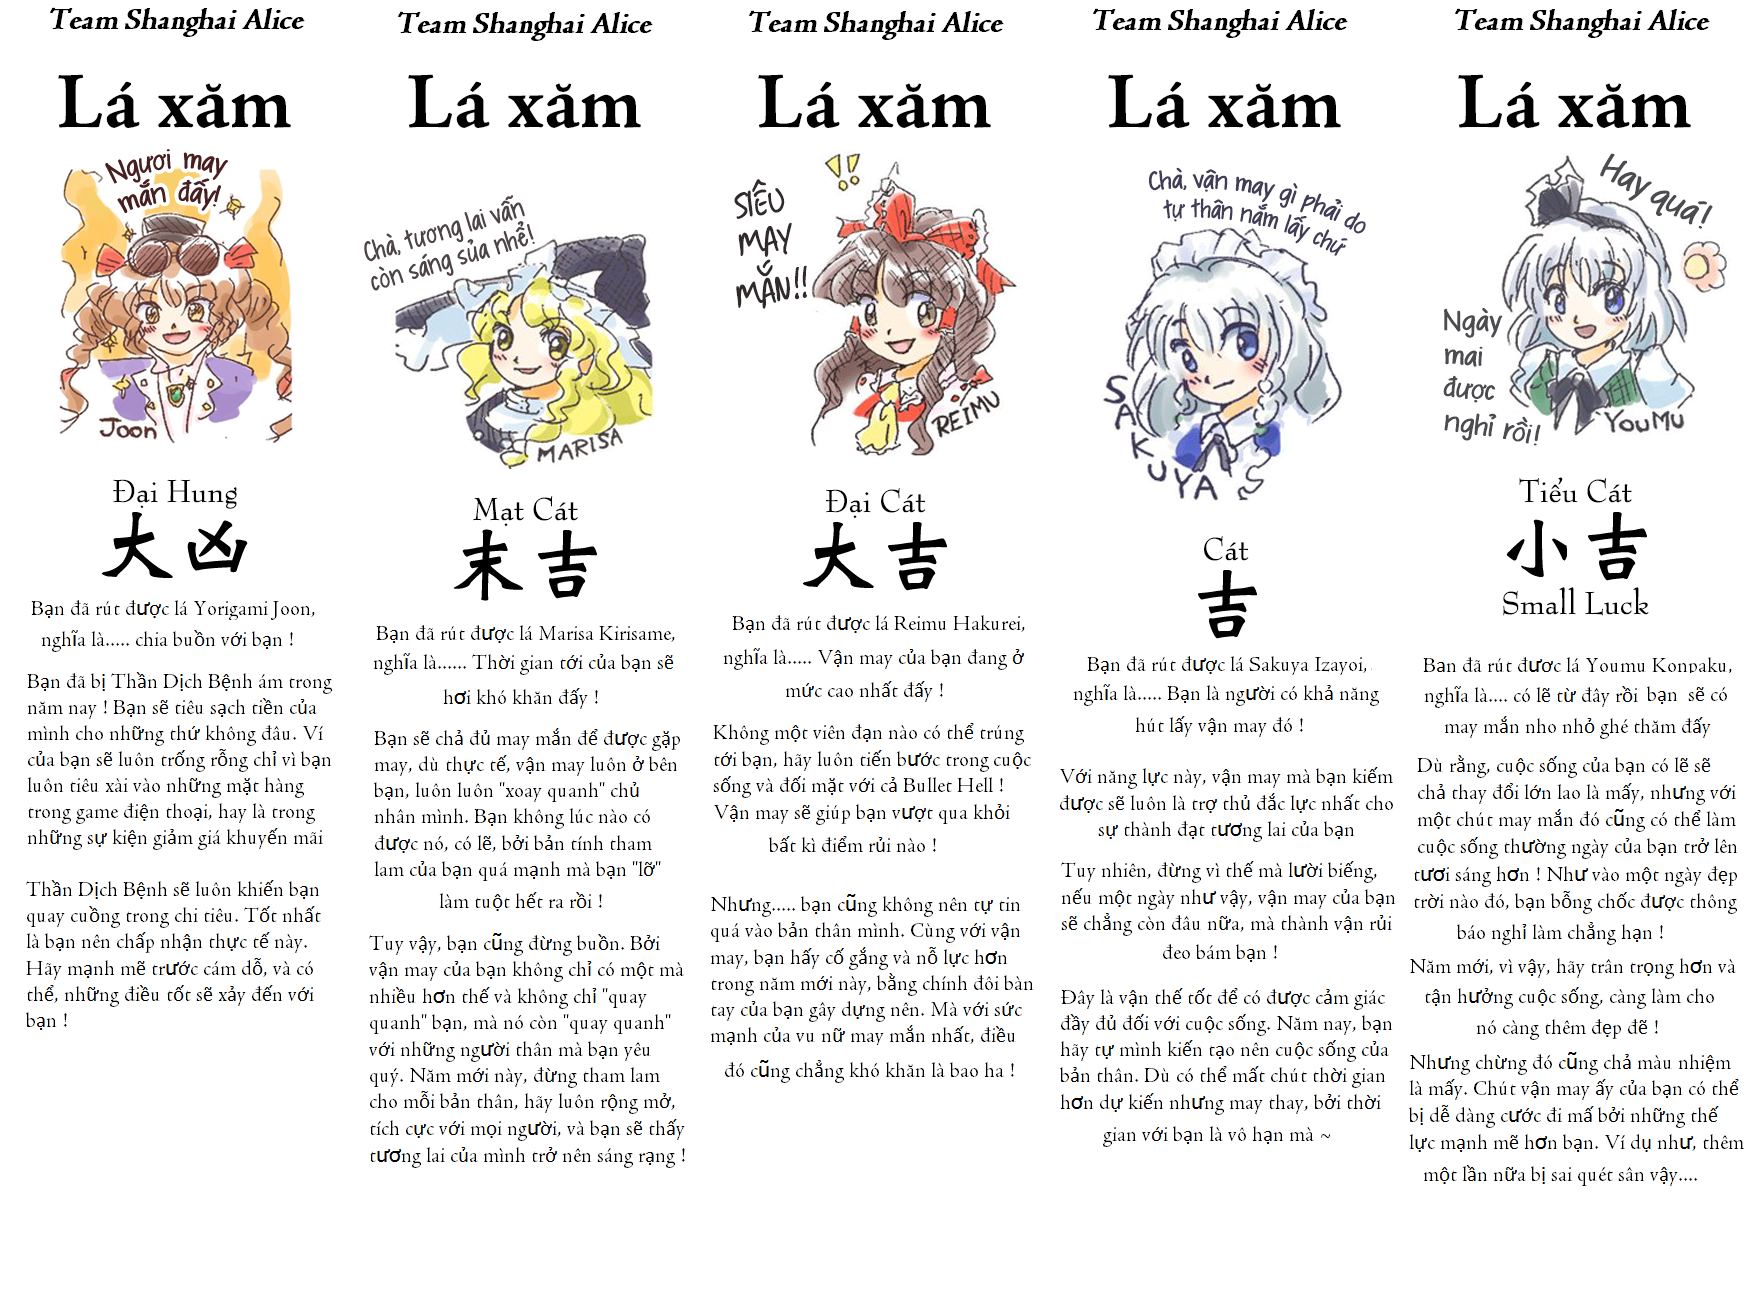 Team Shanghai Alice
Lá xăm
Ngươi may
mắn đấy!
Joon
Đại Hung
大凶
Bạn đã rút được lá Yorigami Joon,
nghĩa là..... chia buồn với bạn !
Bạn đã bị Thần Dịch Bệnh ám trong
năm nay ! Bạn sẽ tiêu sạch tiền của
mình cho những thứ không đâu. Ví
của bạn sẽ luôn trống rỗng chỉ vì bạn
luôn tiêu xài vào những mặt hàng
trong game điện thoại, hay là trong
những sự kiện giảm giá khuyến mãi
Thần Dịch Bệnh sẽ luôn khiến bạn
quay cuồng trong chi tiêu. Tốt nhất
là bạn nên chấp nhận thực tế này.
Hãy mạnh mẽ trước cám dỗ, và có
thể, những điều tốt sẽ xảy đến với
bạn !
Team Shanghai Alice
Lá xăm
Chà, tương lai vẫn
còn sáng sủa nhể!
MARISA
Mạt Cát
末吉
Bạn đã rút được lá Marisa Kirisame,
nghĩa là...... Thời gian tới của bạn sẽ
hơi khó khăn đấy !
Bạn sẽ chả đủ may mắn để được gặp
may, dù thực tế, vận may luôn ở bên
bạn, luôn luôn "xoay quanh" chủ
nhân mình. Bạn không lúc nào có
được nó, có lẽ, bởi bản tính tham
lam của bạn quá mạnh mà bạn "lỡ"
làm tuột hết ra rồi !
Tuy vậy, bạn cũng đừng buồn. Bởi
vận may của bạn không chỉ có một mà
nhiều hơn thế và không chỉ "quay
quanh" bạn, mà nó còn "quay quanh"
với những người thân mà bạn yêu
quý. Năm mới này, đừng tham lam
cho mỗi bản thân, hãy luôn rộng mở,
tích cực với mọi người, và bạn sẽ thấy
tương lai của mình trở nên sáng rạng !
Team Shanghai Alice
Lá xăm
!!
SIÊU
MAY
MẮN!!
REIMU
Đại Cát
大吉
Bạn đã rút được lá Reimu Hakurei,
nghĩa là..... Vận may của bạn đang ở
mức cao nhất đấy !
Không một viên đạn nào có thể trúng
tới bạn, hãy luôn tiến bước trong cuộc
sống và đối mặt với cả Bullet Hell !
Vận may sẽ giúp bạn vượt qua khỏi
bất kì điểm rủi nào !
Nhưng..... bạn cũng không nên tự tin
quá vào bản thân mình. Cùng với vận
may, bạn hấy cố gắng và nỗ lực hơn
trong năm mới này, bằng chính đôi bàn
tay của bạn gây dựng nên. Mà với sức
mạnh của vu nữ may mắn nhất, điều
đó cũng chẳng khó khăn là bao ha !
Team Shanghai Alice
Lá xăm
Chà, vận may gì phải do
tự thân nắm lấy chứ
SAKUYA S
Cát
吉
Bạn đã rút được lá Sakuya Izayoi,
nghĩa là..... Bạn là người có khả năng
hút lấy vận may đó !
Với năng lực này, vận may mà bạn kiếm
được sẽ luôn là trợ thủ đắc lực nhất cho
sự thành đạt tương lai của bạn
Tuy nhiên, đừng vì thế mà lười biếng,
nếu một ngày như vậy, vận may của bạn
sẽ chẳng còn đâu nữa, mà thành vận rủi
đeo bám bạn !
Đây là vận thế tốt để có được cảm giác
đầy đủ đối với cuộc sống. Năm nay, bạn
hãy tự mình kiến tạo nên cuộc sống của
bản thân. Dù có thể mất chút thời gian
hơn dự kiến nhưng may thay, bởi thời
gian với bạn là vô hạn mà ~
Team Shanghai Alice
Lá xăm
Hay quá!
Ngày
mai
được
nghỉ rồi!
YOUMU
Tiểu Cát
小吉
Small Luck
Bạn đã rút được lá Youmu Konpaku,
nghĩa là.... có lẽ từ đây rồi bạn sẽ có
may mắn nho nhỏ ghé thăm đấy
Dù rằng, cuộc sống của bạn có lẽ sẽ
chả thay đổi lớn lao là mấy, nhưng với
một chút may mắn đó cũng có thể làm
cuộc sống thường ngày của bạn trở lên
tươi sáng hơn ! Như vào một ngày đẹp
trời nào đó, bạn bỗng chốc được thông
báo nghỉ làm chẳng hạn !
Năm mới, vì vậy, hãy trân trọng hơn và
tận hưởng cuộc sống, càng làm cho
nó càng thêm đẹp đẽ !
Nhưng chừng đó cũng chả màu nhiệm
là mấy. Chút vận may ấy của bạn có thể
bị dễ dàng cước đi mấ bởi những thế
lực mạnh mẽ hơn bạn. Ví dụ như, thêm
một lần nữa bị sai quét sân vậy....